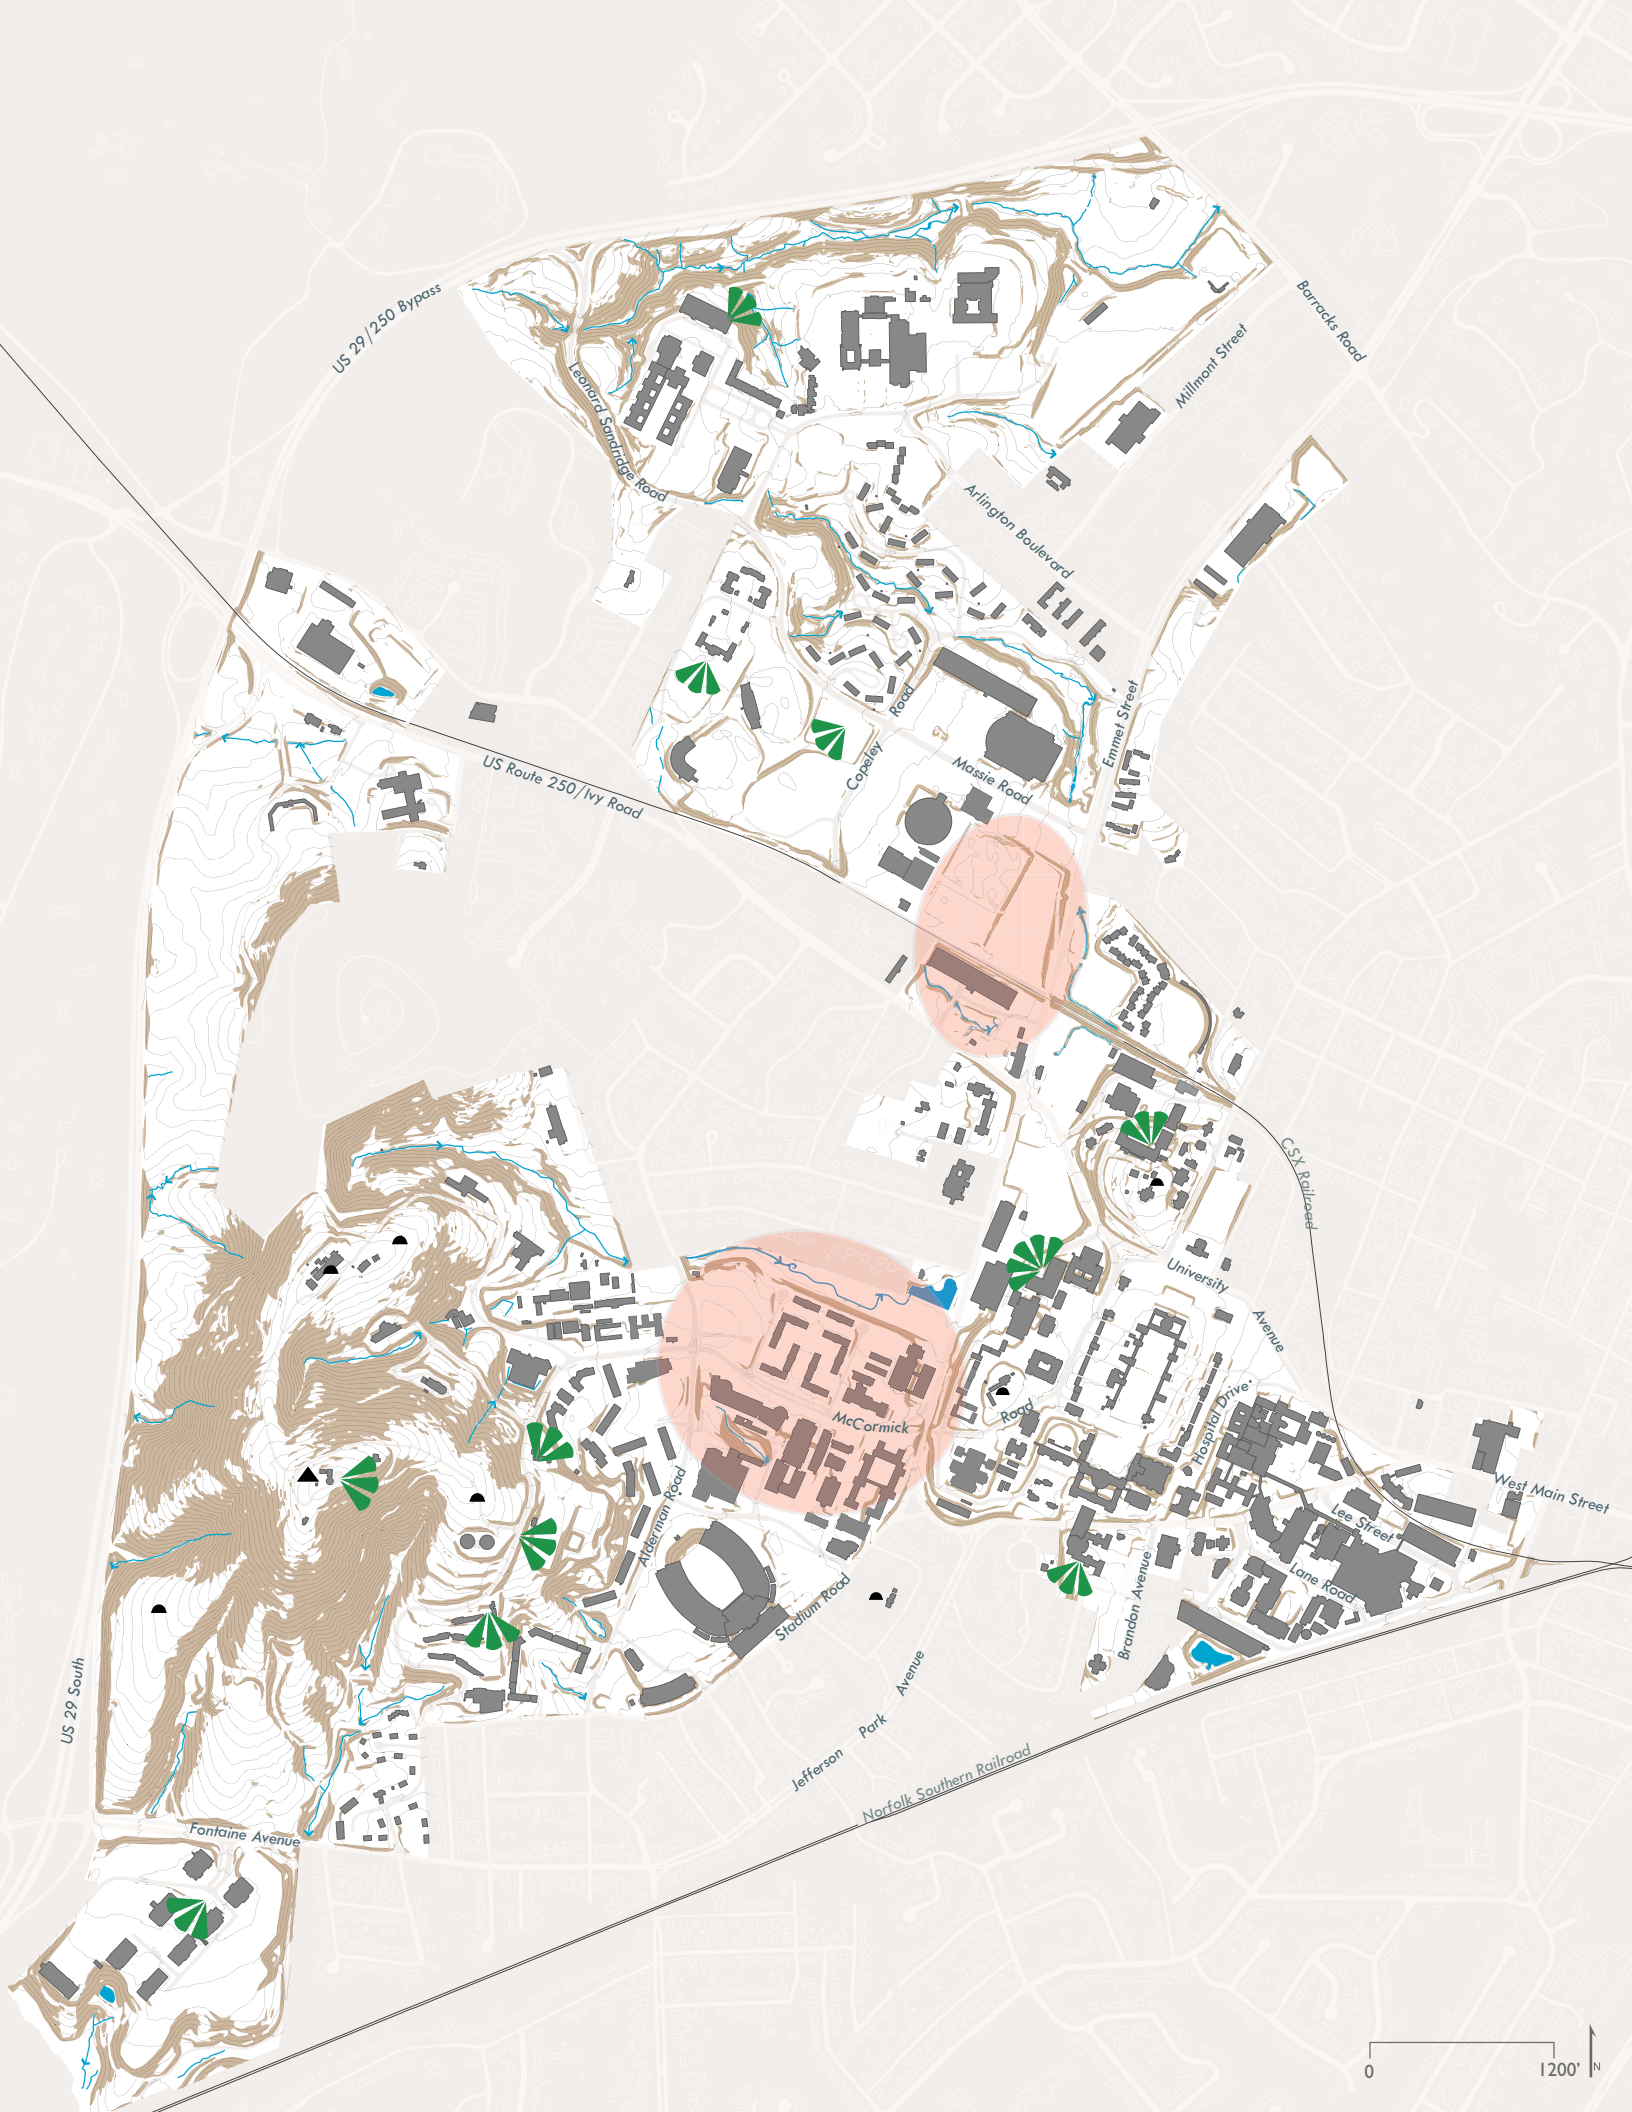 US 29/250 Bypass
Barracks Road
Millmont Street
Leonard Sandridge Road
Arlington Boulevard
Emmet Street
Copeley
Road
Massie Road
US Route 250/Ivy Road
CSX Railroad
University
Avenue
McCormick
Road
Hospital Drive
West Main Street
Lee Street
Lane Road
Alderman Road
Stadium Road
Brandon Avenue
US 29 South
Jefferson
Park
Avenue
Norfolk Southern Railroad
Fontaine Avenue
0
1200'
N